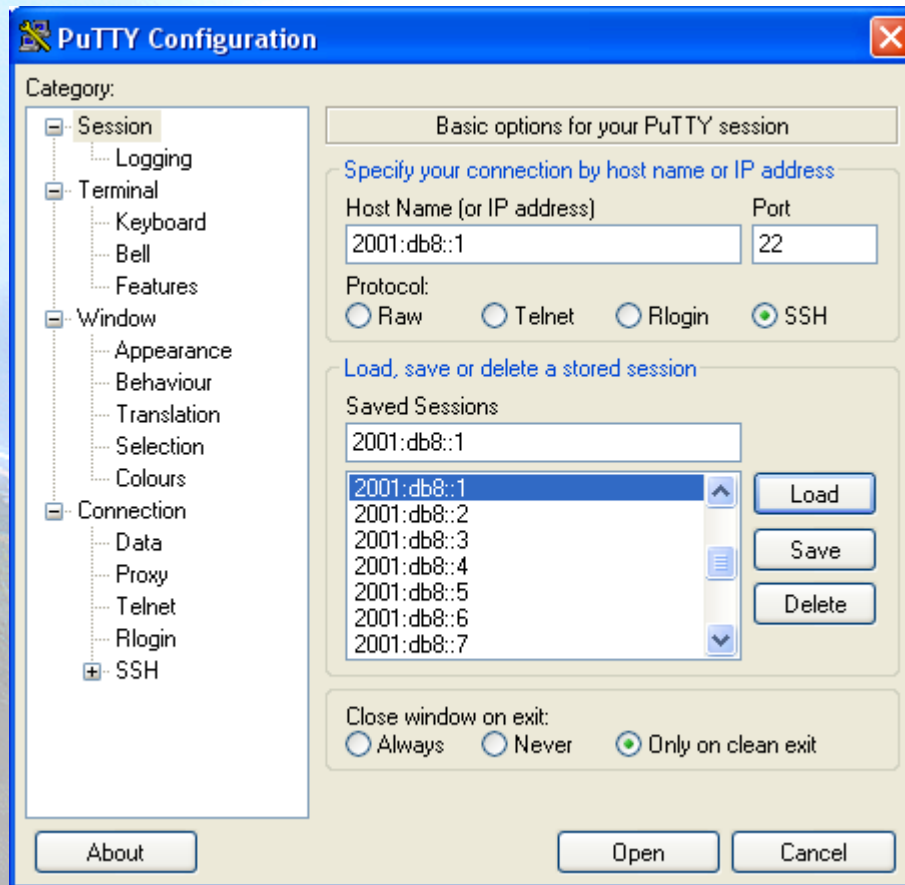 PuTTY Configuration
Category:
Session
Logging
Terminal
Keyboard
Bell
Features
Window
Appearance
Behaviour
Translation
Selection
Colours
Connection
Data
Proxy
Telnet
Rlogin
SSH
Basic options for your PuTTY session
Specify your connection by host name or IP address
Host Name (or IP address) Port
2001:db8::1 22
Protocol:
Raw Telnet Rlogin SSH
Load, save or delete a stored session
Saved Sessions
2001:db8::1
2001:db8::1
2001:db8::2
2001:db8::3
2001:db8::4
2001:db8::5
2001:db8::6
2001:db8::7
Load
Save
Delete
Close window on exit:
Always Never Only on clean exit
About Open Cancel